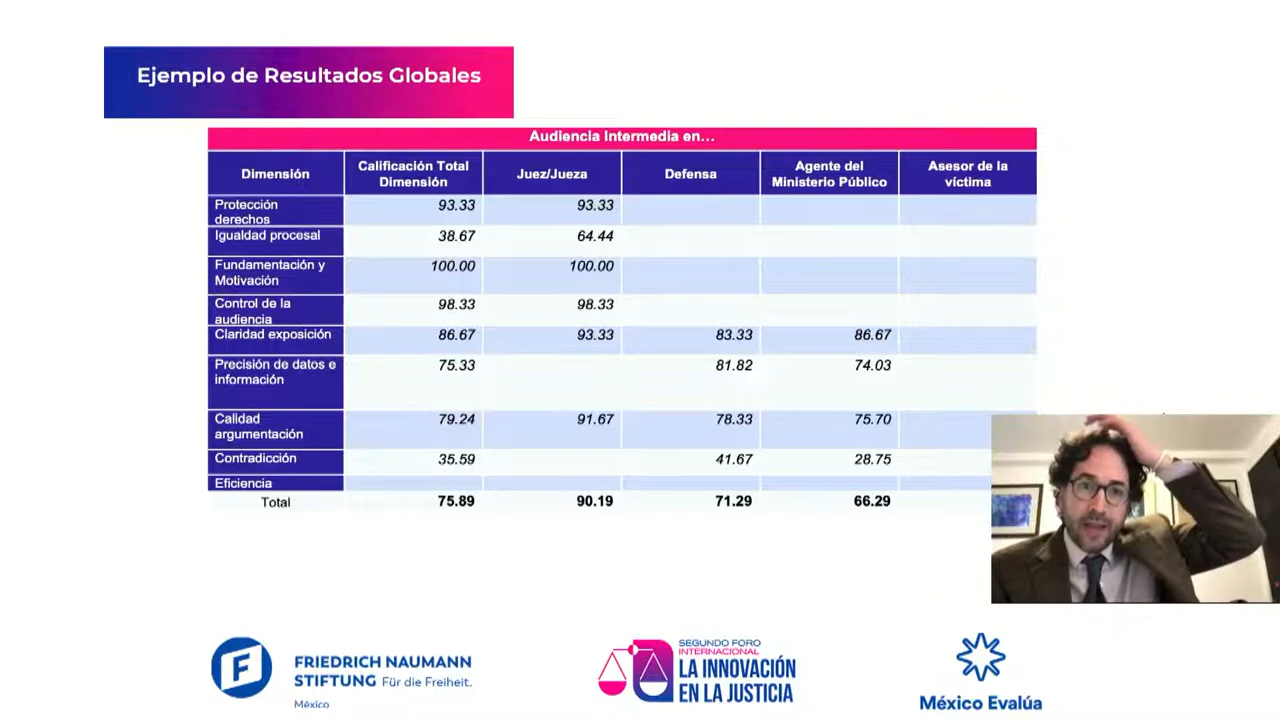 Ejemplo de Resultados Globales
Audiencia Intermedia en...
Dimensión
Calificación Total
Dimensión
Juez/Jueza
Defensa
Agente del
Ministerio Público
Asesor de la
víctima
Protección
derechos
93.33
93.33
Igualdad procesal
38.67
64.44
Fundamentación y
Motivación
100.00
100.00
Control de la
audiencia
98.33
98.33
Claridad exposición
86.67
93.33
83.33
86.67
Precisión de datos e
información
75.33
81.82
74.03
Calidad
argumentación
79.24
91.67
78.33
75.70
Contradicción
35.59
41.67
28.75
Eficiencia
Total
75.89
90.19
71.29
66.29
F
FRIEDRICH NAUMANN
STIFTUNG Für die Freiheit.
México
SEGUNDO FORO
INTERNACIONAL
LA INNOVACIÓN
EN LA JUSTICIA
México Evalúa